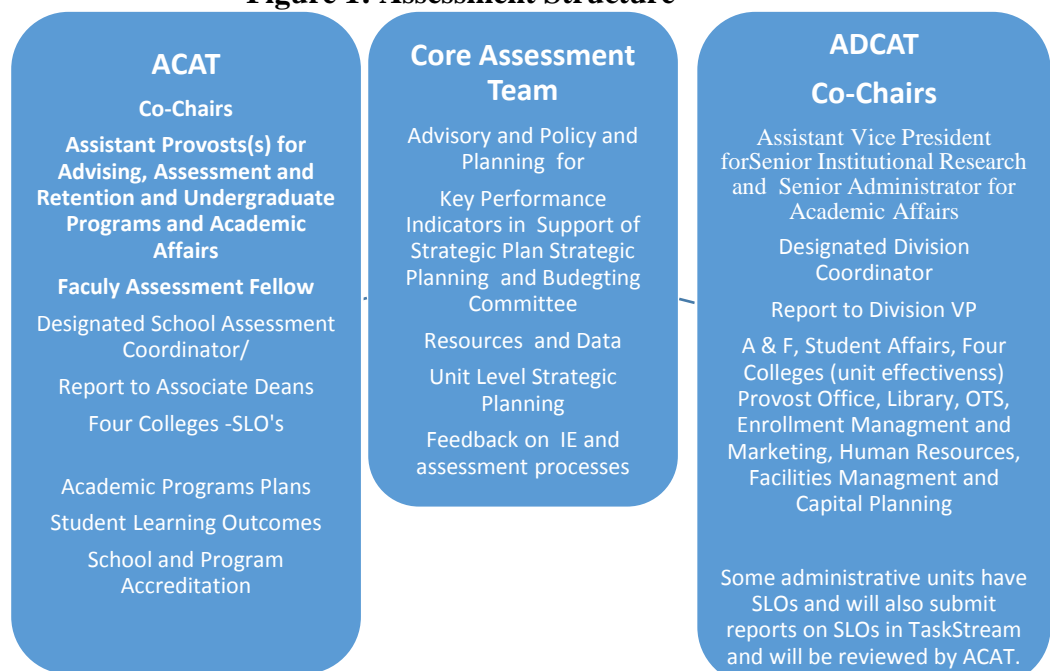 Figure 1: Assessment Structure
ACAT
Co-Chairs
Assistant Provosts(s) for
Advising, Assessment and
Retention and Undergraduate
Programs and Academic
Affairs
Faculy Assessment Fellow
Designated School Assessment
Coordinator/
Report to Associate Deans
Four Colleges -SLO's
Academic Programs Plans
Student Learning Outcomes
School and Program
Accreditation
Core Assessment
Team
Advisory and Policy and
Planning for
Key Performance
Indicators in Support of
Strategic Plan Strategic
Planning and Budegting
Committee
Resources and Data
Unit Level Strategic
Planning
Feedback on IE and
assessment processes
ADCAT
Co-Chairs
Assistant Vice President
forSenior Institutional Research
and Senior Administrator for
Academic Affairs
Designated Division
Coordinator
Report to Division VP
A & F, Student Affairs, Four
Colleges (unit effectivenss)
Provost Office, Library, OTS,
Enrollment Managment and
Marketing, Human Resources,
Facilities Managment and
Capital Planning
Some administrative units have
SLOs and will also submit
reports on SLOs in TaskStream
and will be reviewed by ACAT.